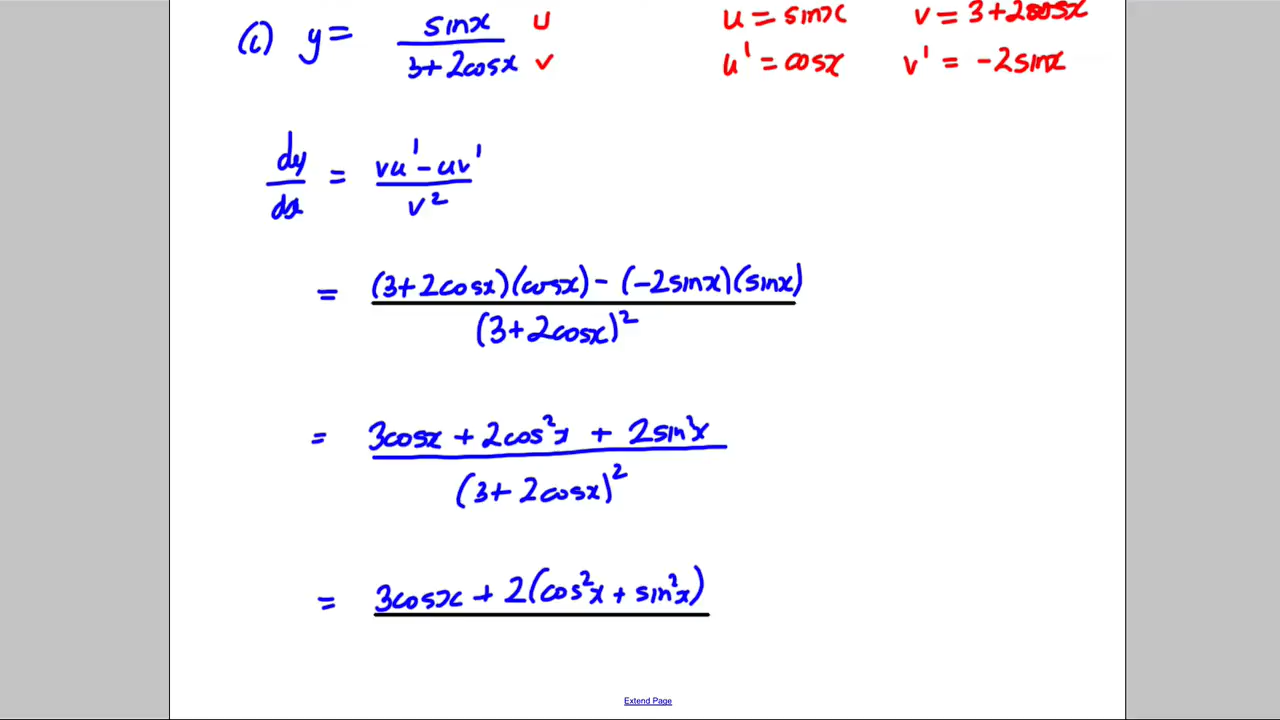 (c) y = sinx / 3+2cosx u v u = sinx v = 3+2cosx
u' = cosx v' = -2sinx
dy/dx = vu' - uv' / v²
= (3+2cosx)(cosx) - (-2sinx)(sinx) / (3+2cosx)²
= 3cosx + 2cos²x + 2sin²x / (3+2cosx)²
= 3cosx + 2(cos²x + sin²x)
Extend Page